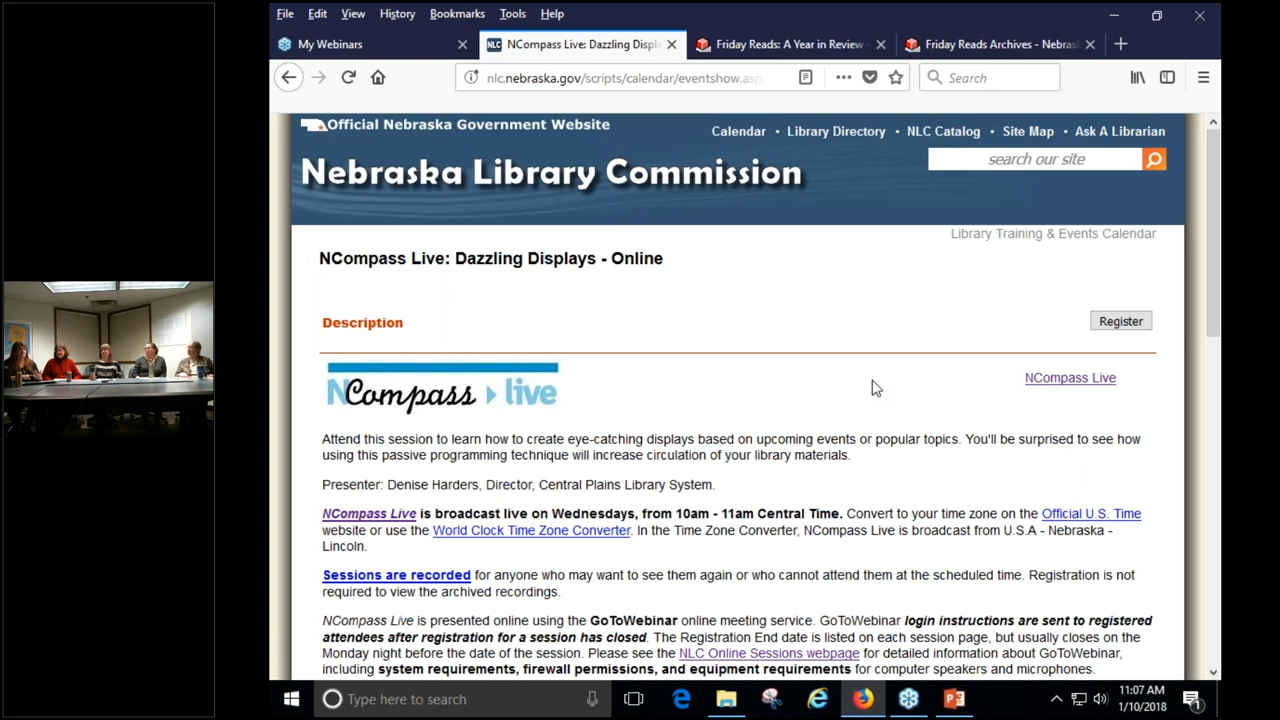 File Edit View History Bookmarks Tools Help
My Webinars
NLC NCompass Live: Dazzling Displ
Friday Reads: A Year in Review
Friday Reads Archives - Nebras
nlc.nebraska.gov/scripts/calendar/eventshow.asp
Search
Official Nebraska Government Website
Calendar • Library Directory • NLC Catalog • Site Map • Ask A Librarian
Nebraska Library Commission
search our site
Library Training & Events Calendar
NCompass Live: Dazzling Displays - Online
Description
Register
NCompass live
NCompass Live
Attend this session to learn how to create eye-catching displays based on upcoming events or popular topics. You'll be surprised to see how
using this passive programming technique will increase circulation of your library materials.
Presenter: Denise Harders, Director, Central Plains Library System.
NCompass Live is broadcast live on Wednesdays, from 10am - 11am Central Time. Convert to your time zone on the Official U.S. Time
website or use the World Clock Time Zone Converter. In the Time Zone Converter, NCompass Live is broadcast from U.S.A - Nebraska -
Lincoln.
Sessions are recorded for anyone who may want to see them again or who cannot attend them at the scheduled time. Registration is not
required to view the archived recordings.
NCompass Live is presented online using the GoToWebinar online meeting service. GoToWebinar login instructions are sent to registered
attendees after registration for a session has closed. The Registration End date is listed on each session page, but usually closes on the
Monday night before the date of the session. Please see the NLC Online Sessions webpage for detailed information about GoToWebinar,
including system requirements, firewall permissions, and equipment requirements for computer speakers and microphones.
Type here to search
11:07 AM
1/10/2018
1